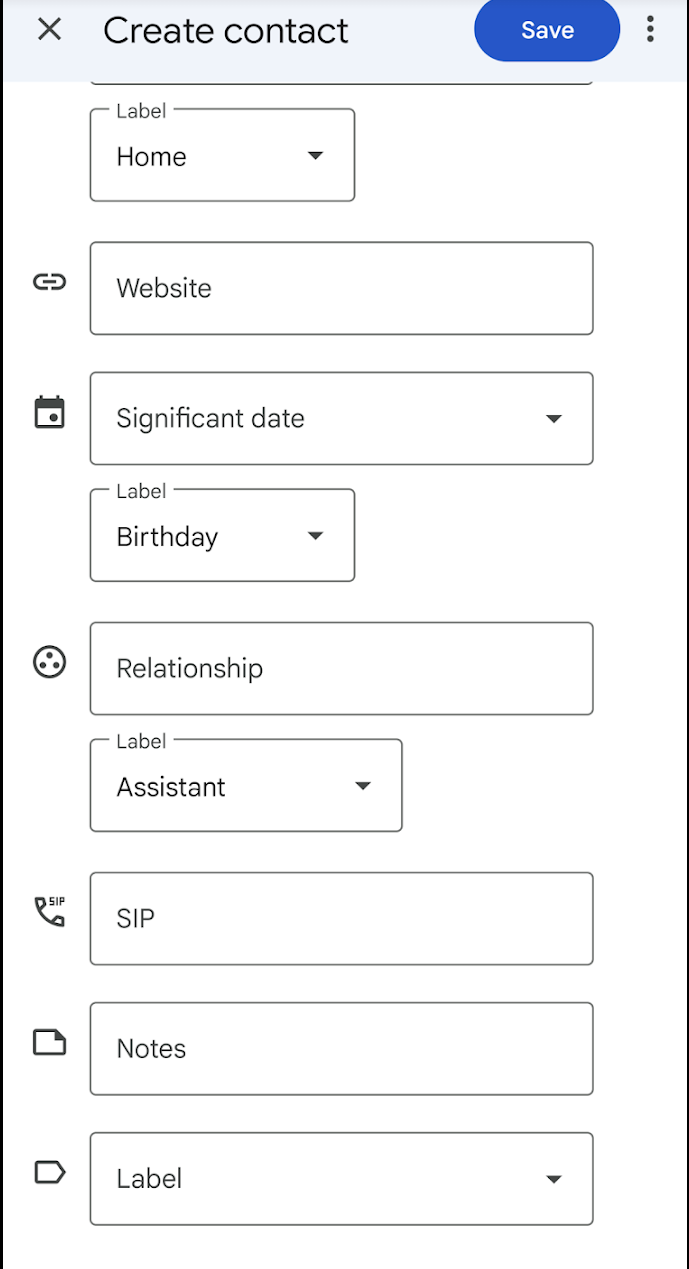 Create contact
Save
Label
Home
Website
Significant date
Label
Birthday
Relationship
Label
Assistant
SIP
SIP
Notes
Label